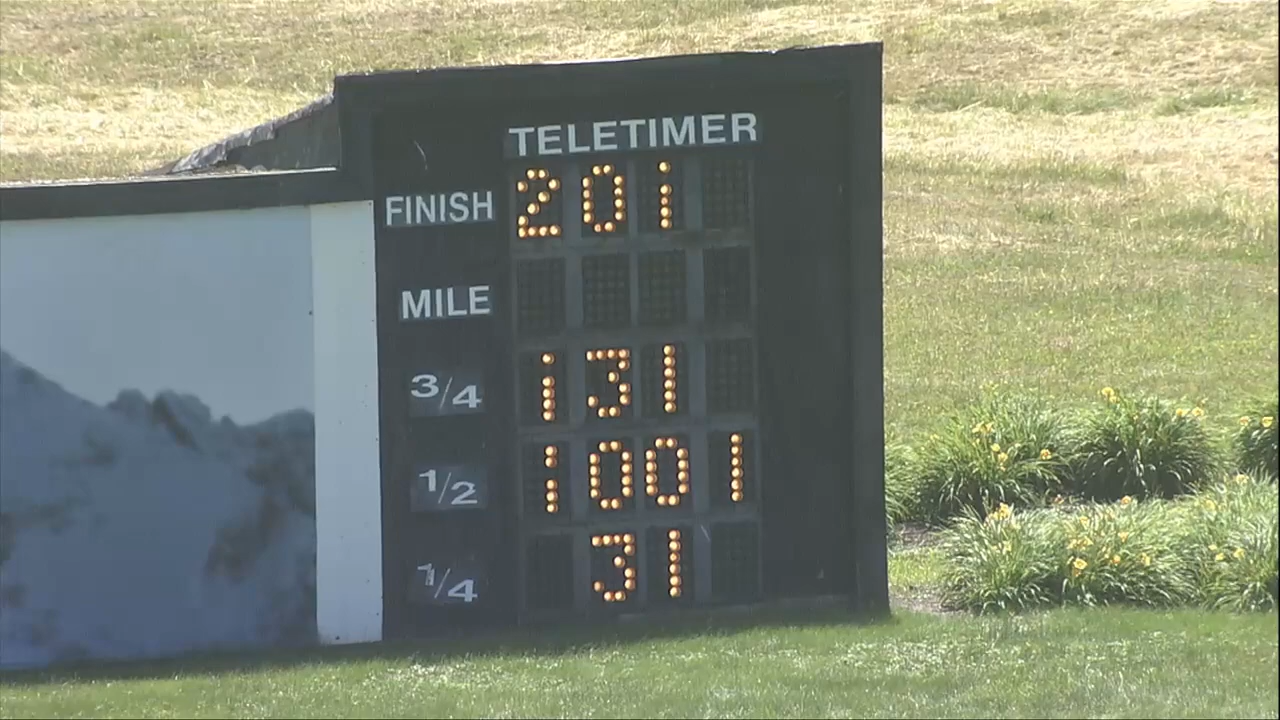 TELETIMER
FINISH 201
MILE
3/4 131
1/2 1001
1/4 31